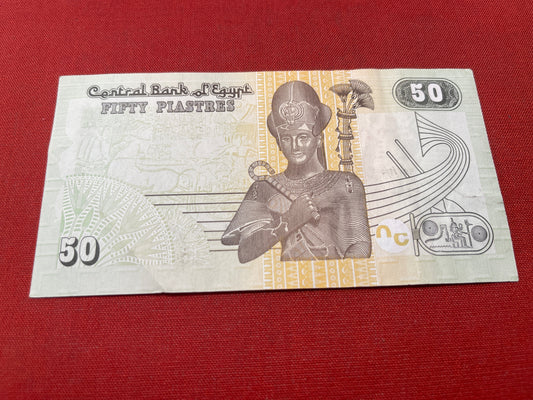 Central Bank of Egypt
50
FIFTY PIASTRES
50